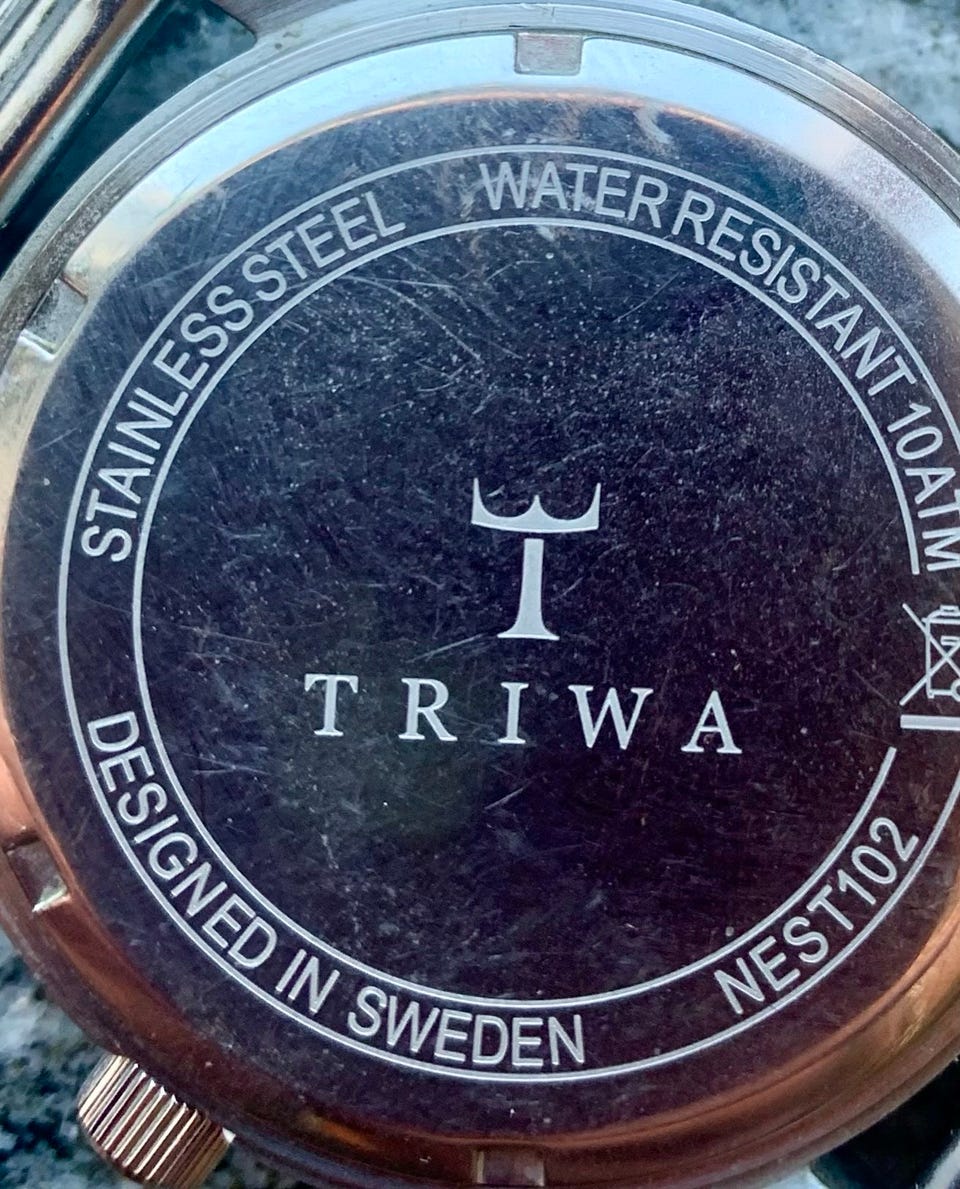 STAINLESS STEEL
WATER RESISTANT 10ATM
TRIWA
DESIGNED IN SWEDEN
NEST102